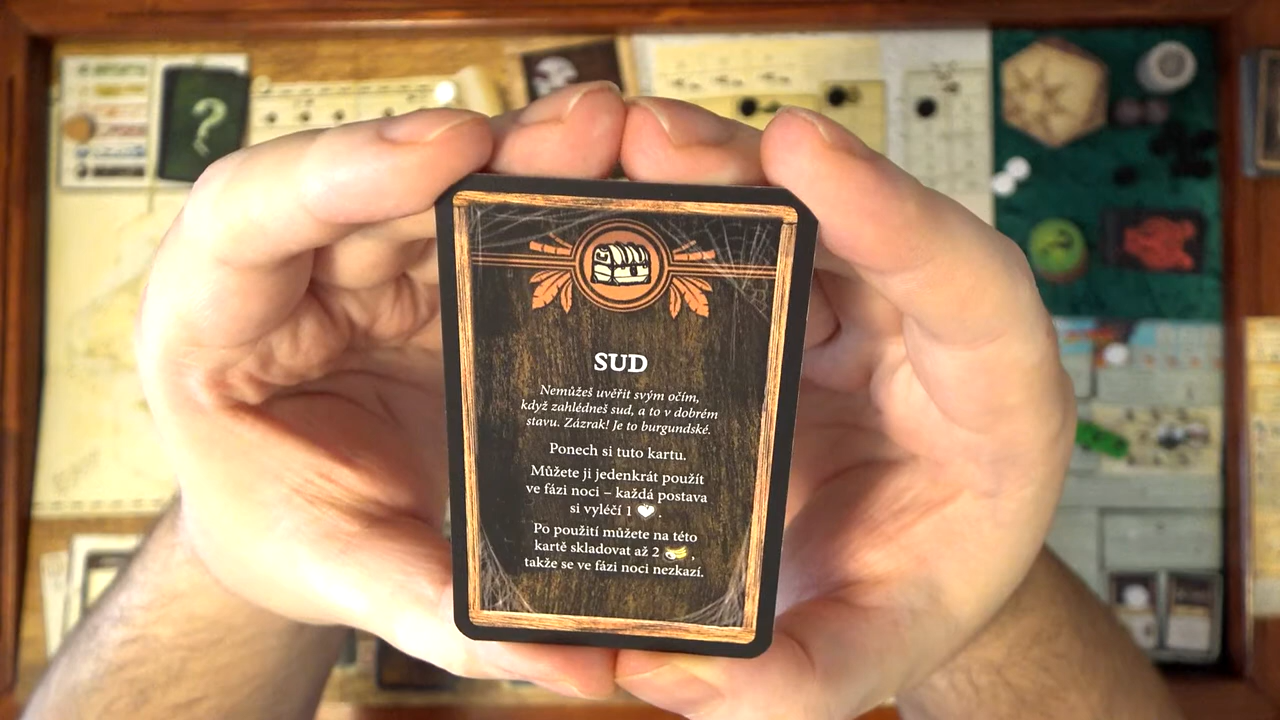 SUD
Nemůžeš uvěřit svým očím,
když zahlédneš sud, a to v dobrém
stavu. Zázrak! Je to burgundské.
Ponech si tuto kartu.
Můžete ji jedenkrát použít
ve fázi noci – každá postava
si vyléčí 1 .
Po použití můžete na této
kartě skladovat až 2 ,
takže se ve fázi noci nezkazí.